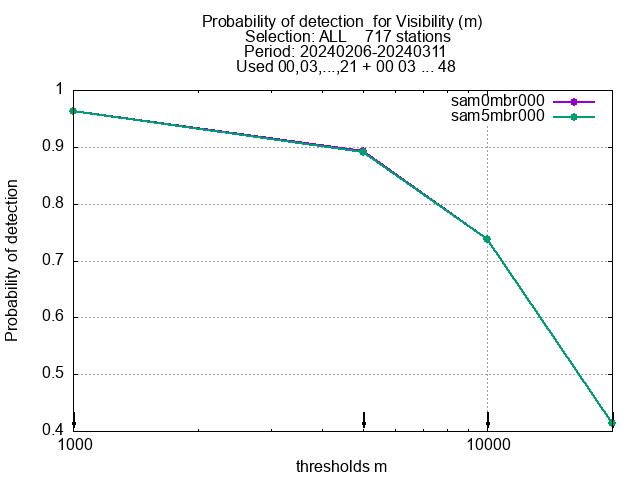 Probability of detection  for Visibility (m)
Selection: ALL    717 stations
Period: 20240206-20240311
Used 00,03,...,21 + 00 03 ... 48
sam0mbr000
sam5mbr000
1
0.9
0.8
0.7
0.6
0.5
0.4
Probability of detection
1000
10000
thresholds m